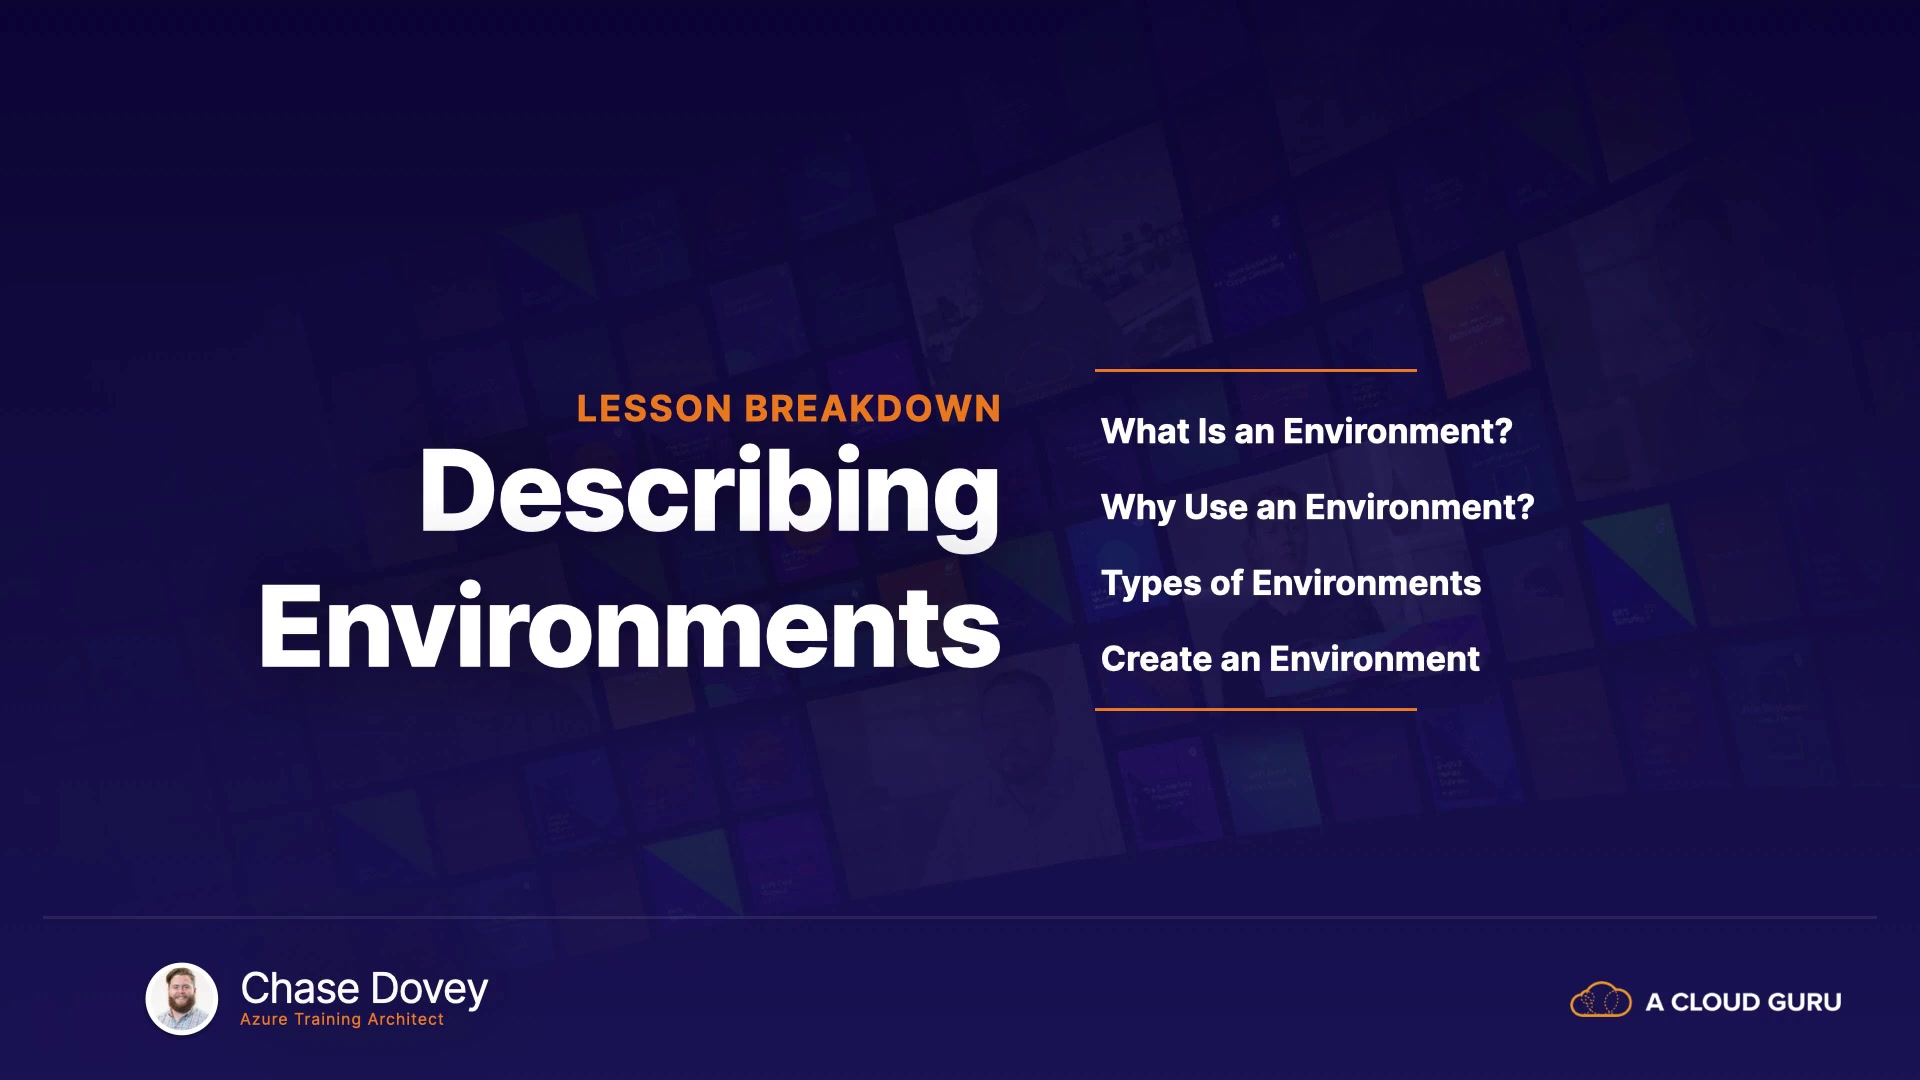 LESSON BREAKDOWN
Describing
Environments
What Is an Environment?
Why Use an Environment?
Types of Environments
Create an Environment
Chase Dovey
Azure Training Architect
A CLOUD GURU